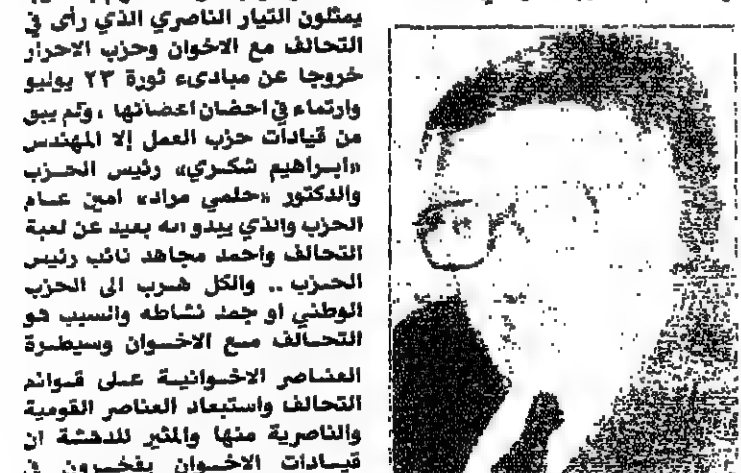 يمثلون التيار الناصري الذي رأى في
التحالف مع الاخوان وحزب الاحرار
خروجا عن مبادىء ثورة ٢٣ يوليو
وارتماء في احضان اعضائها ، ولم يبق
من قيادات حزب العمل إلا المهندس
«ابراهيم شكري» رئيس الحزب
والدكتور «حلمي مراد» امين عام
الحزب والذي يبدو انه بعيد عن لعبة
التحالف واحمد مجاهد نائب رئيس
الحزب .. والكل هرب الى الحزب
الوطني او جمد نشاطه والسبب هو
التحالف مع الاخوان وسيطرة
العناصر الاخوانية على قوائم
التحالف واستبعاد العناصر القومية
والناصرية منها والمثير للدهشة ان
قيادات الاخوان يفخرون في